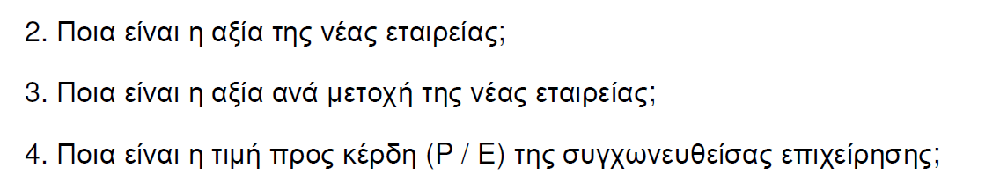 2. Ποια είναι η αξία της νέας εταιρείας;
3. Ποια είναι η αξία ανά μετοχή της νέας εταιρείας;
4. Ποια είναι η τιμή προς κέρδη (P / E) της συγχωνευθείσας επιχείρησης;